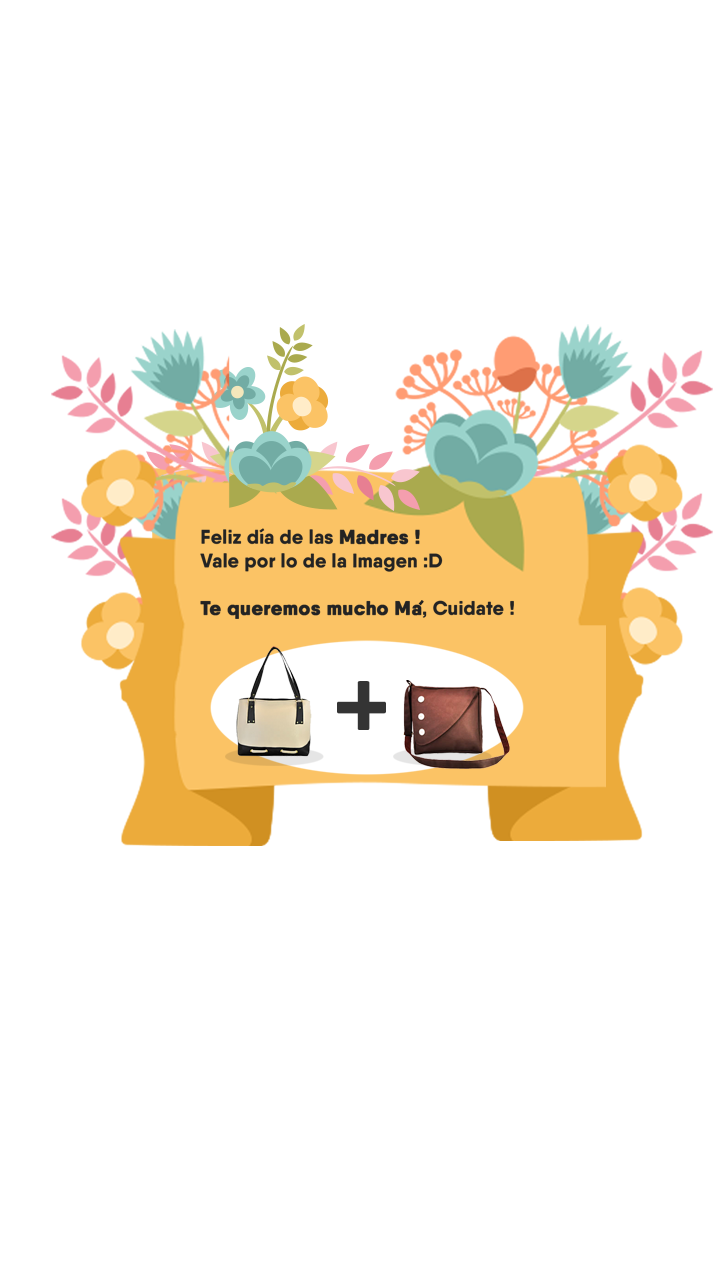 Feliz día de las Madres !
Vale por lo de la Imagen :D
Te queremos mucho Má, Cuidate !